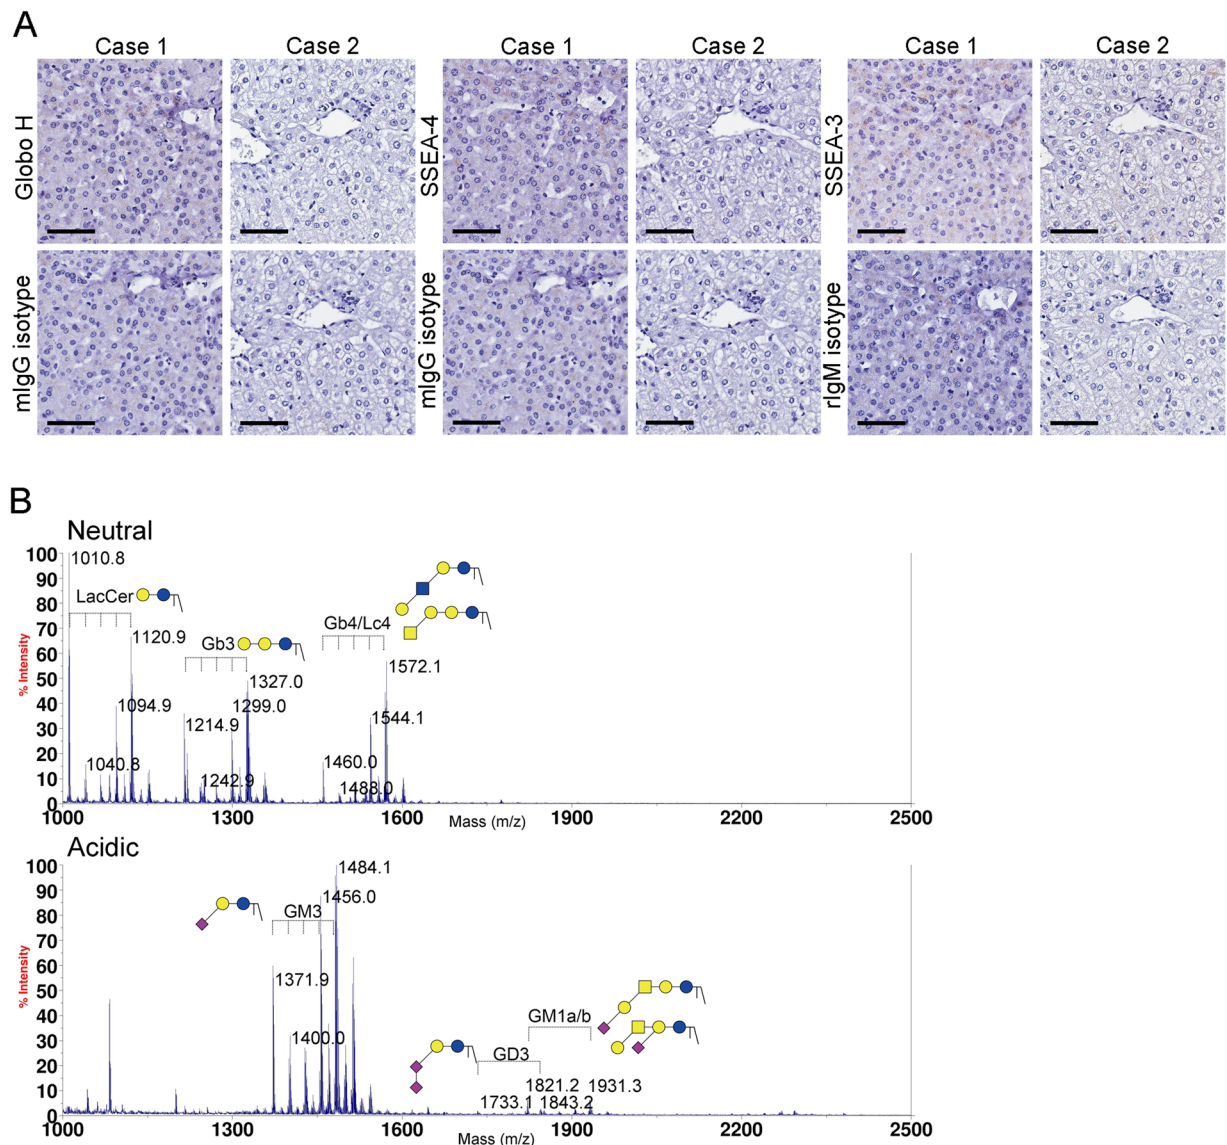 A
Case 1 Case 2 Case 1 Case 2 Case 1 Case 2
Globo H
SSEA-4
SSEA-3
mIgG isotype
mIgG isotype
rIgM isotype
B
Neutral
100
90
80
70
60
50
40
30
20
10
0
% Intensity
1010.8
LacCer
1120.9
1094.9
1040.8
Gb3
1327.0
1299.0
1214.9
1242.9
Gb4/Lc4
1572.1
1544.1
1460.0
1488.0
1000 1300 1600 1900 2200 2500
Mass (m/z)
Acidic
100
90
80
70
60
50
40
30
20
10
0
% Intensity
1484.1
1456.0
GM3
1371.9
1400.0
GM1a/b
GD3
1821.2 1931.3
1733.1 1843.2
1000 1300 1600 1900 2200 2500
Mass (m/z)